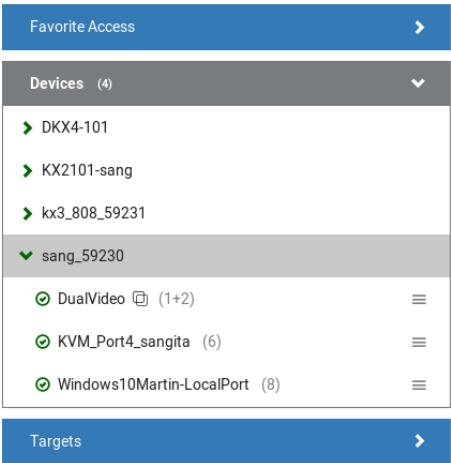 Favorite Access
Devices (4)
DKX4-101
KX2101-sang
kx3_808_59231
sang_59230
DualVideo (1+2)
KVM_Port4_sangita (6)
Windows10Martin-LocalPort (8)
Targets